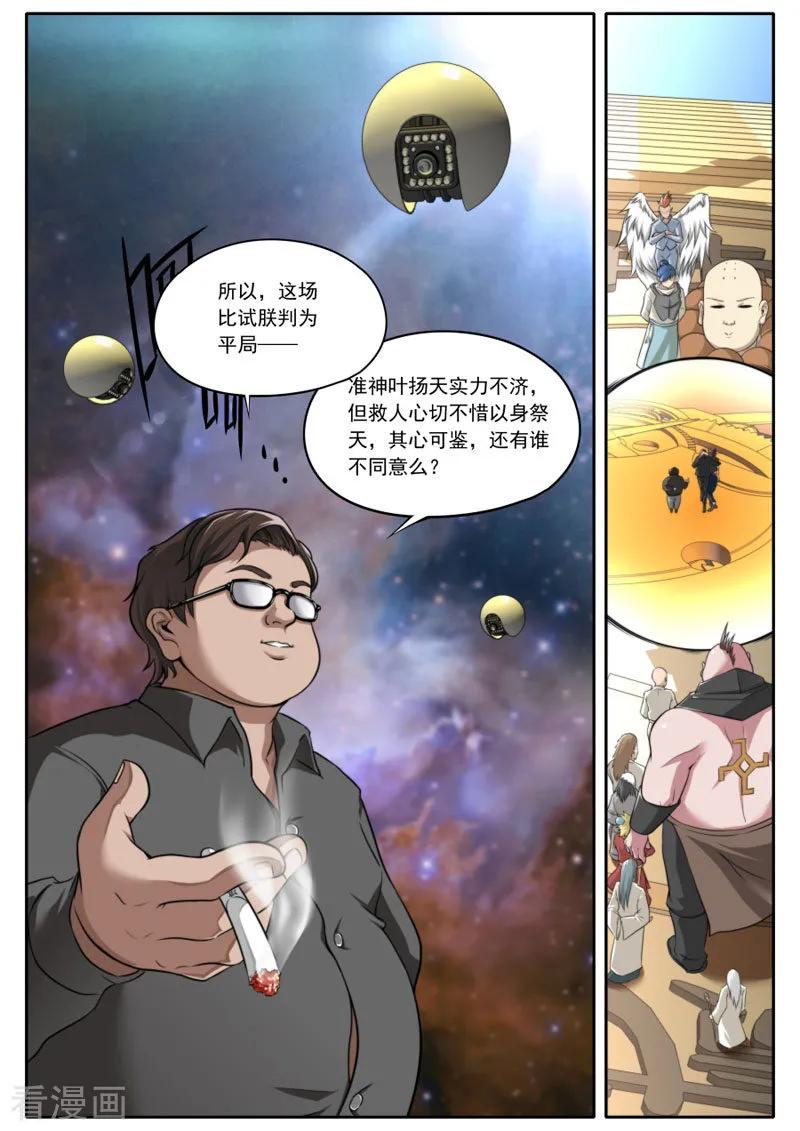 所以，这场
比试朕判为
平局——
准神叶扬天实力不济，
但救人心切不惜以身祭
天，其心可鉴，还有谁
不同意么？
看漫画